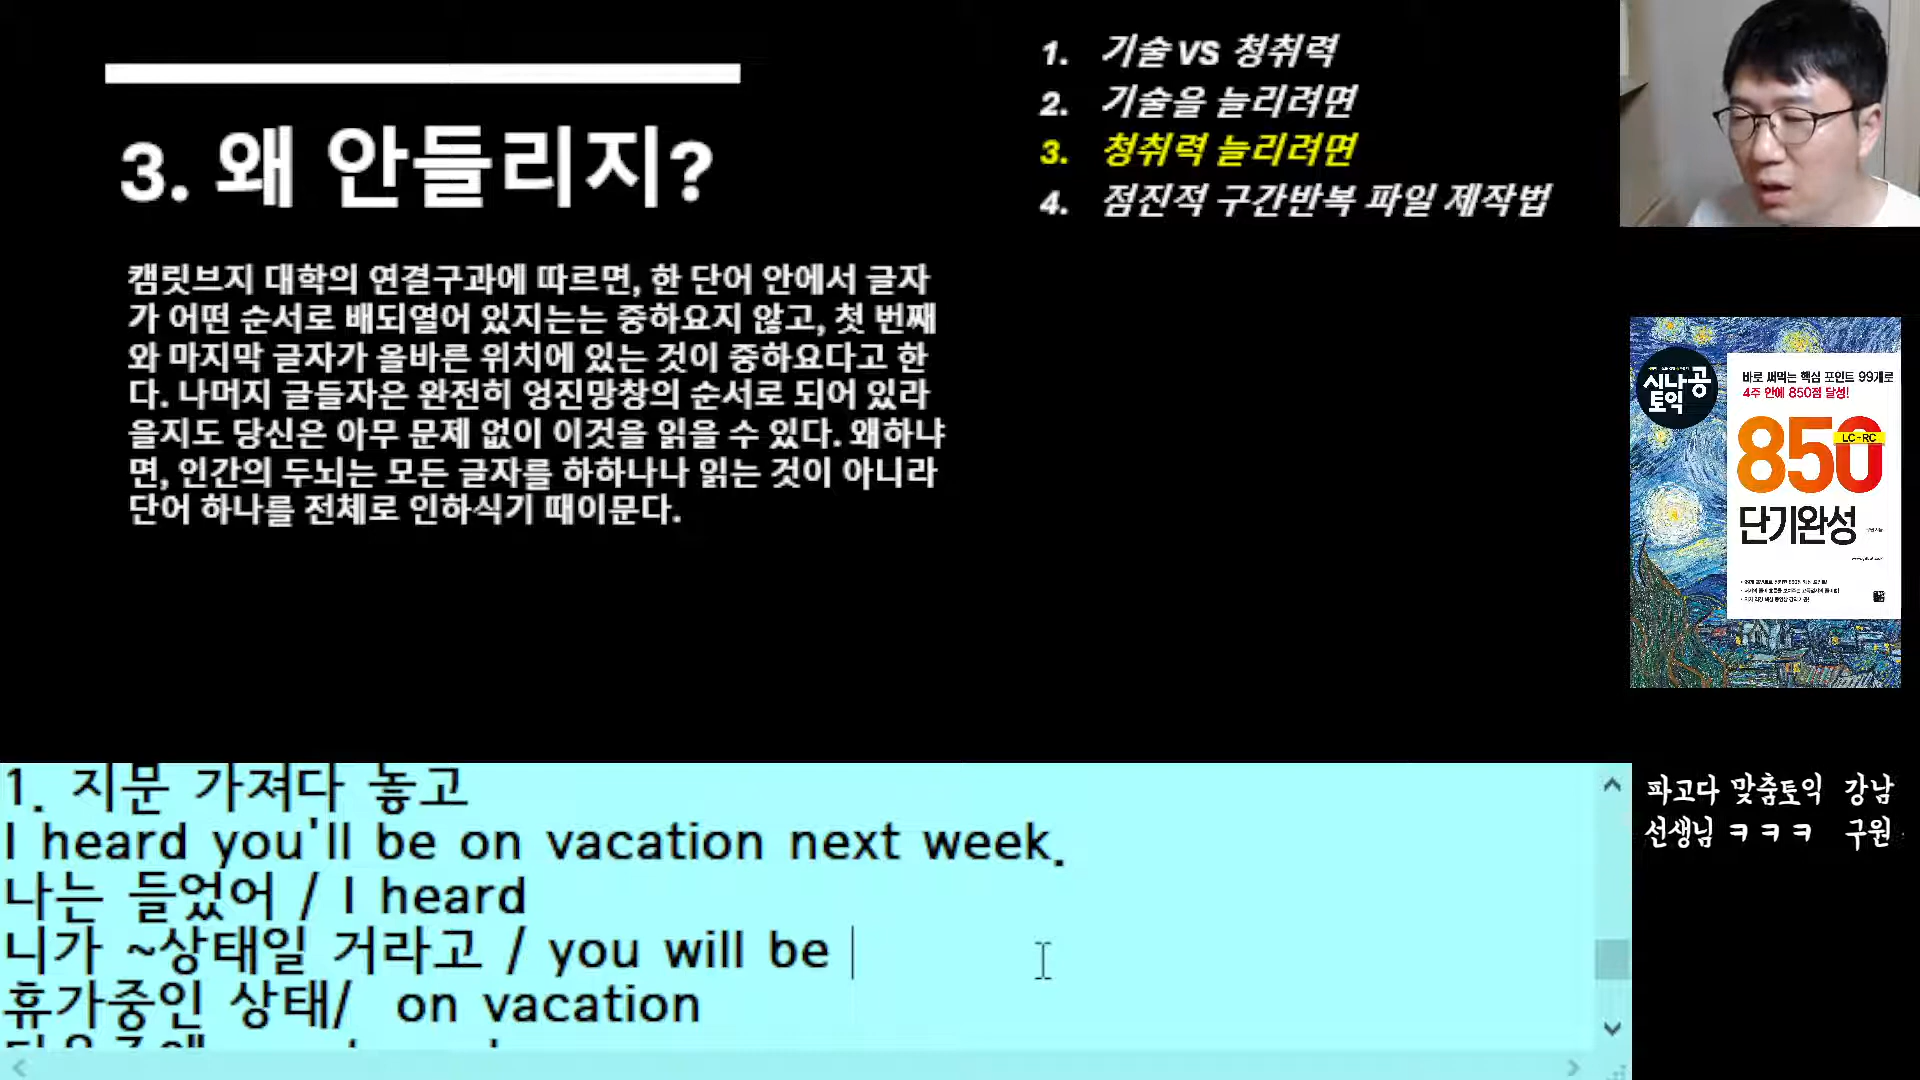 3. 왜 안들리지?
캠릿브지 대학의 연결구과에 따르면, 한 단어 안에서 글자
가 어떤 순서로 배되열어 있지는는 중하요지 않고, 첫 번째
와 마지막 글자가 올바른 위치에 있는 것이 중하요다고 한
다. 나머지 글들자은 완전히 엉진망창의 순서로 되어 있라
을지도 당신은 아무 문제 없이 이것을 읽을 수 있다. 왜하냐
면, 인간의 두뇌는 모든 글자를 하하나나 읽는 것이 아니라
단어 하나를 전체로 인하식기 때이문다.
1. 기술 VS 청취력
2. 기술을 늘리려면
3. 청취력 늘리려면
4. 점진적 구간반복 파일 제작법
시나공
토익
바로 써먹는 핵심 포인트 99개로
4주 안에 850점 달성!
850
LC+RC
단기완성
1. 지문 가져다 놓고
I heard you'll be on vacation next week.
나는 들었어 / I heard
니가 ~상태일 거라고 / you will be
휴가중인 상태/ on vacation
파고다 맞춤토익 강남
선생님 ㅋㅋㅋ 구원